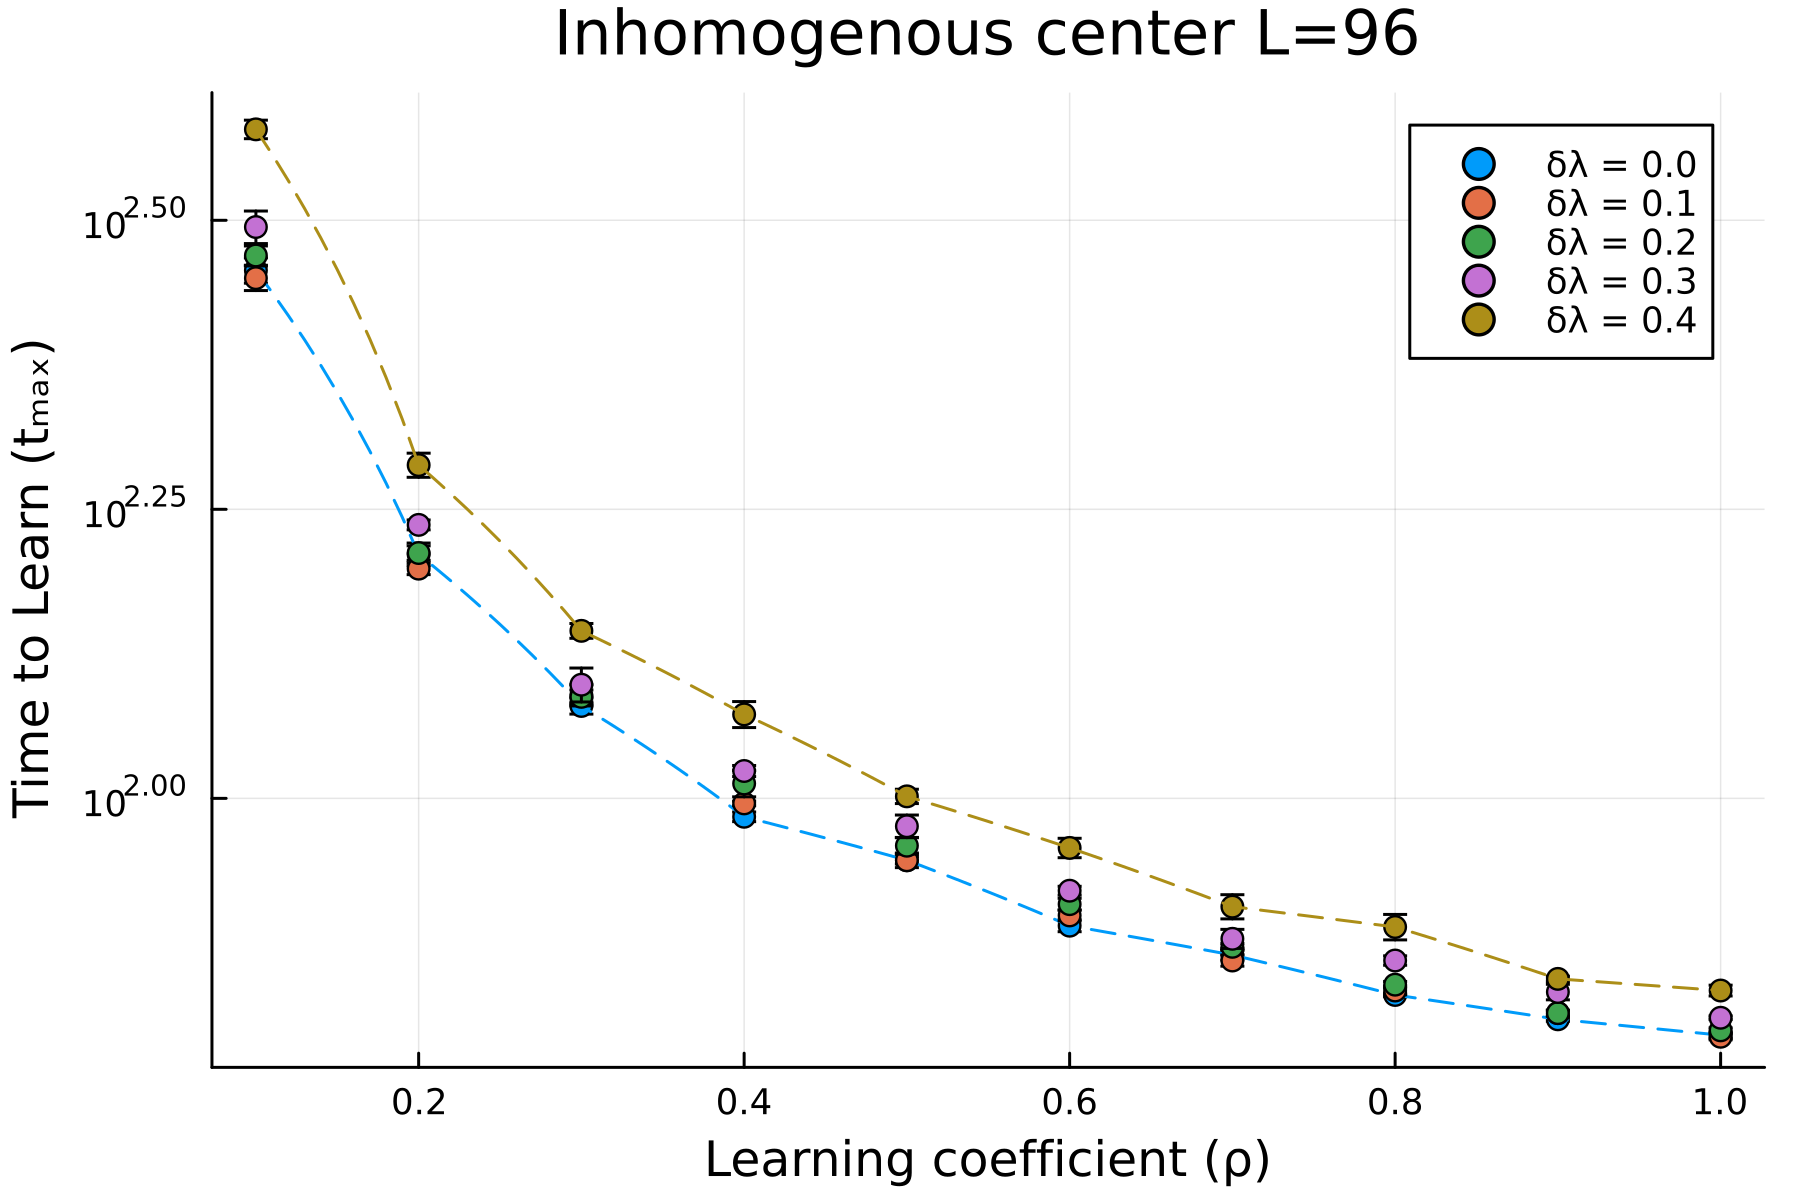 Inhomogenous center L=96
δλ = 0.0
δλ = 0.1
δλ = 0.2
δλ = 0.3
δλ = 0.4
10^2.50
10^2.25
10^2.00
Time to Learn (tₘₐₓ)
0.2 0.4 0.6 0.8 1.0
Learning coefficient (ρ)